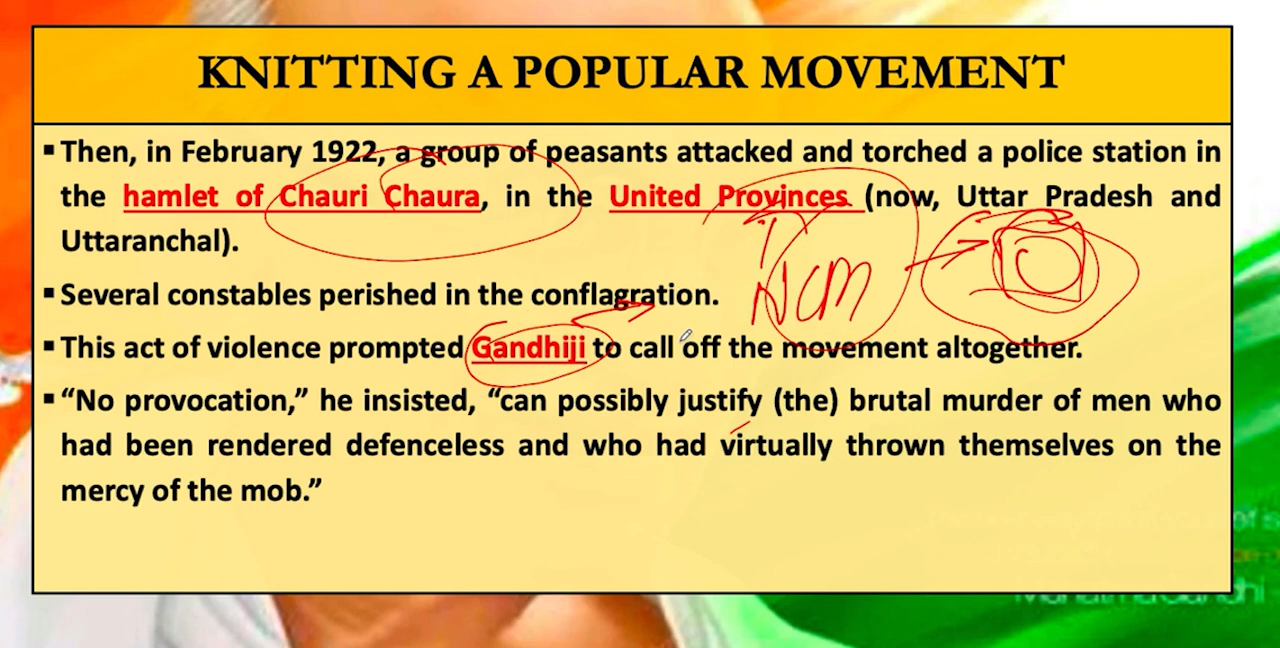 KNITTING A POPULAR MOVEMENT
▪ Then, in February 1922, a group of peasants attacked and torched a police station in
the hamlet of Chauri Chaura, in the United Provinces (now, Uttar Pradesh and
Uttaranchal).
NCM
▪ Several constables perished in the conflagration.
▪ This act of violence prompted Gandhiji to call off the movement altogether.
▪ “No provocation,” he insisted, “can possibly justify (the) brutal murder of men who
had been rendered defenceless and who had virtually thrown themselves on the
mercy of the mob.”
Mahatma Gandhi